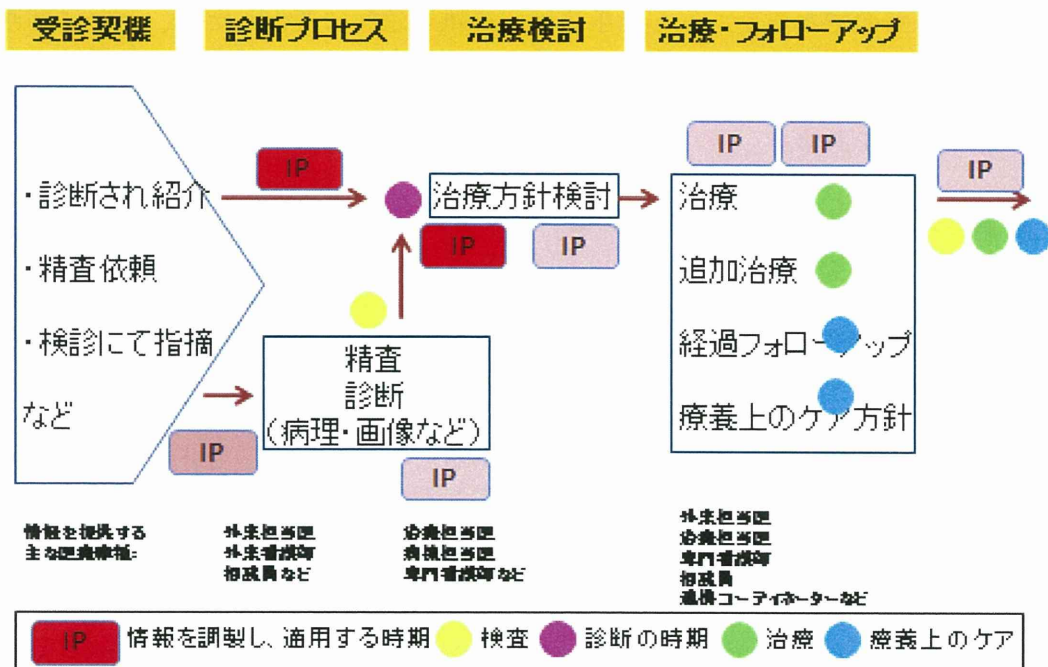 受診契機
診断プロセス
治療検討
治療・フォローアップ
・診断され紹介
・精査依頼
・検診にて指摘
など
IP
IP
精査
診断
(病理・画像など)
IP
治療方針検討
IP
IP
IP
IP
治療
追加治療
経過フォローアップ
療養上のケア方針
IP
情報を提供する
主な医療職種:
外来担当医
外来看護師
相談員など
治療担当医
病棟担当医
専門看護師など
外来担当医
治療担当医
専門看護師
相談員
連携コーディネーターなど
IP
情報を調製し、適用する時期
検査
診断の時期
治療
療養上のケア